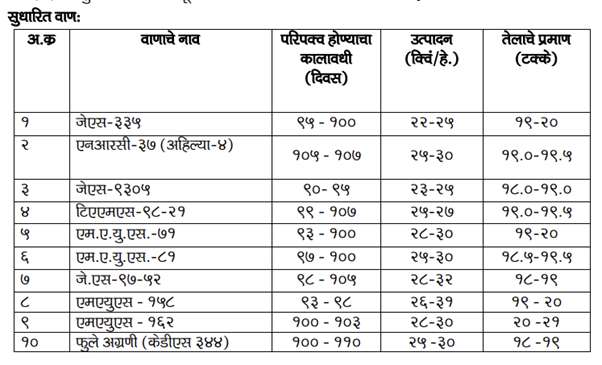 सुधारित वाण:
अ.क्र वाणाचे नाव परिपक्व होण्याचा कालावधी (दिवस) उत्पादन (क्विं/हे.) तेलाचे प्रमाण (टक्के)
१ जेएस-३३५ ९५ - १०० २२-२५ १९-२०
२ एनआरसी-३७ (अहिल्या-४) १०५ - १०७ २५-३० १९.०-१९.५
३ जेएस-९३०५ ९०- ९५ २३-२५ १८.०-१९.०
४ टिएएमएस-९८-२१ ९९ - १०७ २५-२७ १९.०-१९.५
५ एम.ए.यु.एस.-७१ ९३ - १०० २८-३० १९-२०
६ एम.ए.यु.एस.-८१ ९७ - १०० २५-३० १८.५-१९.५
७ जे.एस-९७-५२ ९८ - १०५ २८-३२ १८-१९
८ एमएयुएस - १५८ ९३ - ९८ २६-३१ १९ - २०
९ एमएयुएस - १६२ १०० - १०३ २८-३० २० -२१
१० फुले अग्रणी (केडीएस ३४४) १०० - ११० २५ -३० १८ -१९